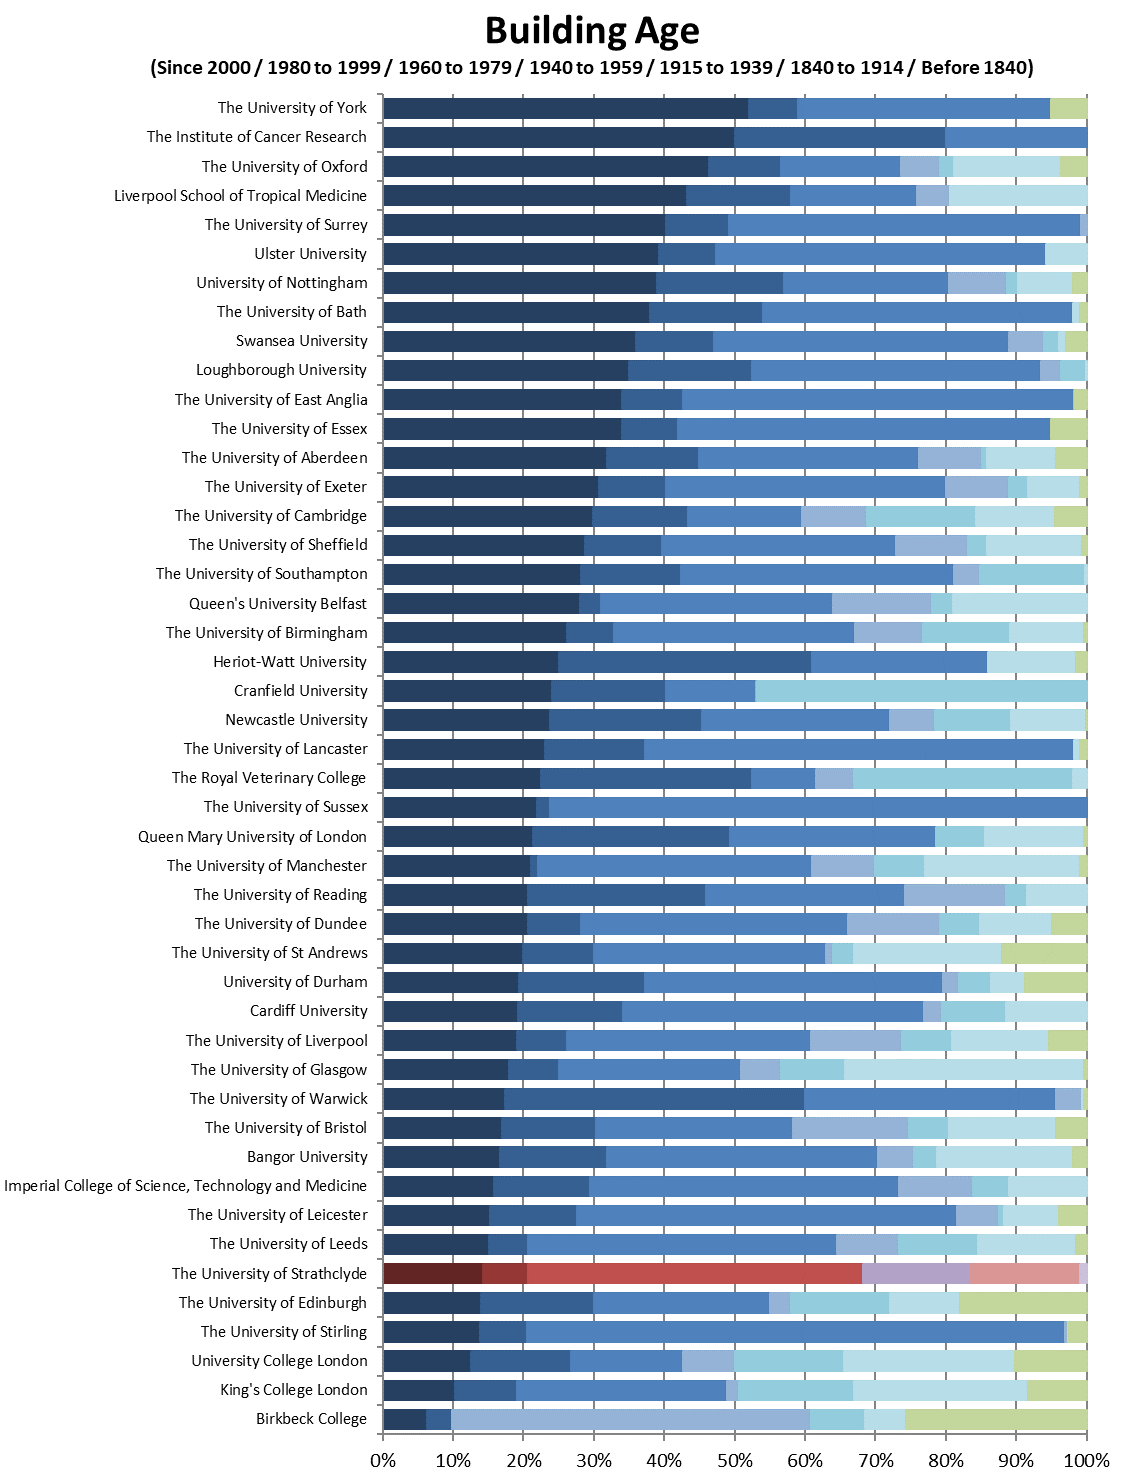 Building Age
(Since 2000 / 1980 to 1999 / 1960 to 1979 / 1940 to 1959 / 1915 to 1939 / 1840 to 1914 / Before 1840)
The University of York
The Institute of Cancer Research
The University of Oxford
Liverpool School of Tropical Medicine
The University of Surrey
Ulster University
University of Nottingham
The University of Bath
Swansea University
Loughborough University
The University of East Anglia
The University of Essex
The University of Aberdeen
The University of Exeter
The University of Cambridge
The University of Sheffield
The University of Southampton
Queen's University Belfast
The University of Birmingham
Heriot-Watt University
Cranfield University
Newcastle University
The University of Lancaster
The Royal Veterinary College
The University of Sussex
Queen Mary University of London
The University of Manchester
The University of Reading
The University of Dundee
The University of St Andrews
University of Durham
Cardiff University
The University of Liverpool
The University of Glasgow
The University of Warwick
The University of Bristol
Bangor University
Imperial College of Science, Technology and Medicine
The University of Leicester
The University of Leeds
The University of Strathclyde
The University of Edinburgh
The University of Stirling
University College London
King's College London
Birkbeck College
0% 10% 20% 30% 40% 50% 60% 70% 80% 90% 100%